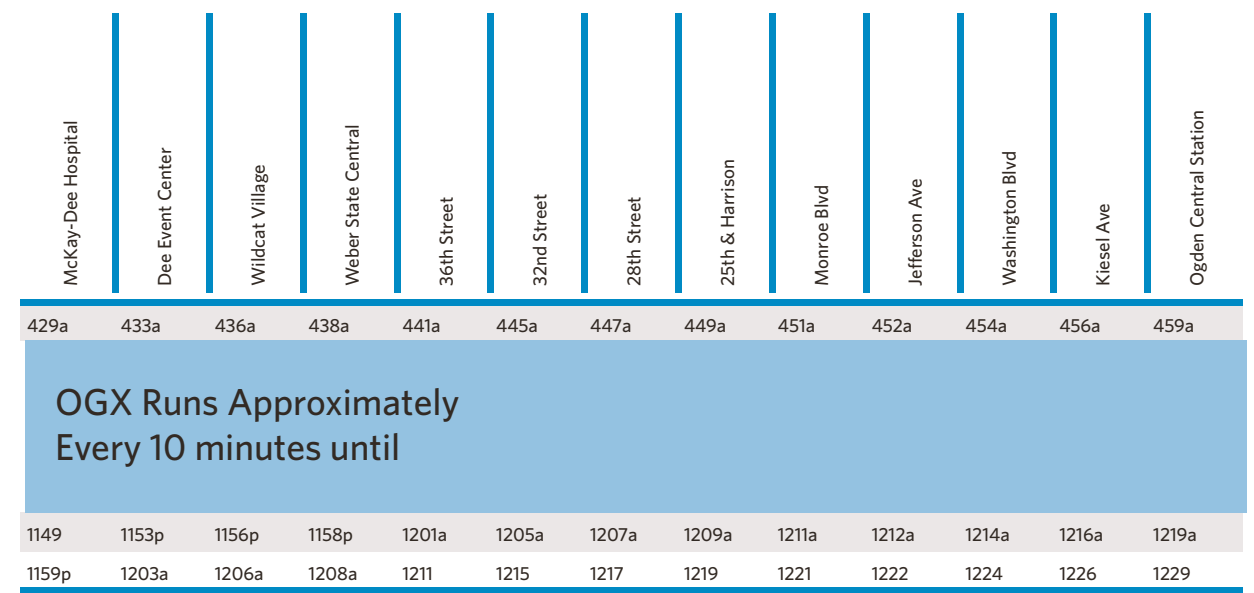 McKay-Dee Hospital
Dee Event Center
Wildcat Village
Weber State Central
36th Street
32nd Street
28th Street
25th & Harrison
Monroe Blvd
Jefferson Ave
Washington Blvd
Kiesel Ave
Ogden Central Station
429a 433a 436a 438a 441a 445a 447a 449a 451a 452a 454a 456a 459a
OGX Runs Approximately
Every 10 minutes until
1149 1153p 1156p 1158p 1201a 1205a 1207a 1209a 1211a 1212a 1214a 1216a 1219a
1159p 1203a 1206a 1208a 1211 1215 1217 1219 1221 1222 1224 1226 1229